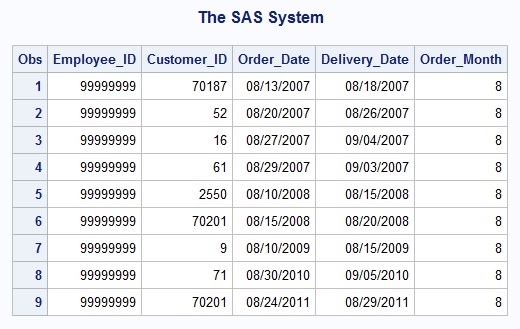 The SAS System
Obs Employee_ID Customer_ID Order_Date Delivery_Date Order_Month
1 99999999 70187 08/13/2007 08/18/2007 8
2 99999999 52 08/20/2007 08/26/2007 8
3 99999999 16 08/27/2007 09/04/2007 8
4 99999999 61 08/29/2007 09/03/2007 8
5 99999999 2550 08/10/2008 08/15/2008 8
6 99999999 70201 08/15/2008 08/20/2008 8
7 99999999 9 08/10/2009 08/15/2009 8
8 99999999 71 08/30/2010 09/05/2010 8
9 99999999 70201 08/24/2011 08/29/2011 8